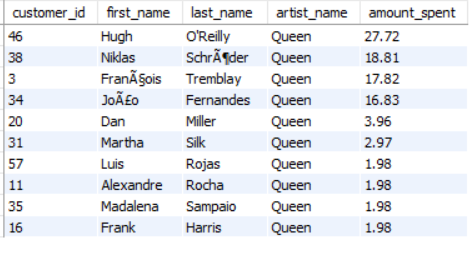 customer_id first_name last_name artist_name amount_spent
46 Hugh O'Reilly Queen 27.72
38 Niklas SchrÃ¶der Queen 18.81
3 FranÃ§ois Tremblay Queen 17.82
34 JoÃ£o Fernandes Queen 16.83
20 Dan Miller Queen 3.96
31 Martha Silk Queen 2.97
57 Luis Rojas Queen 1.98
11 Alexandre Rocha Queen 1.98
35 Madalena Sampaio Queen 1.98
16 Frank Harris Queen 1.98